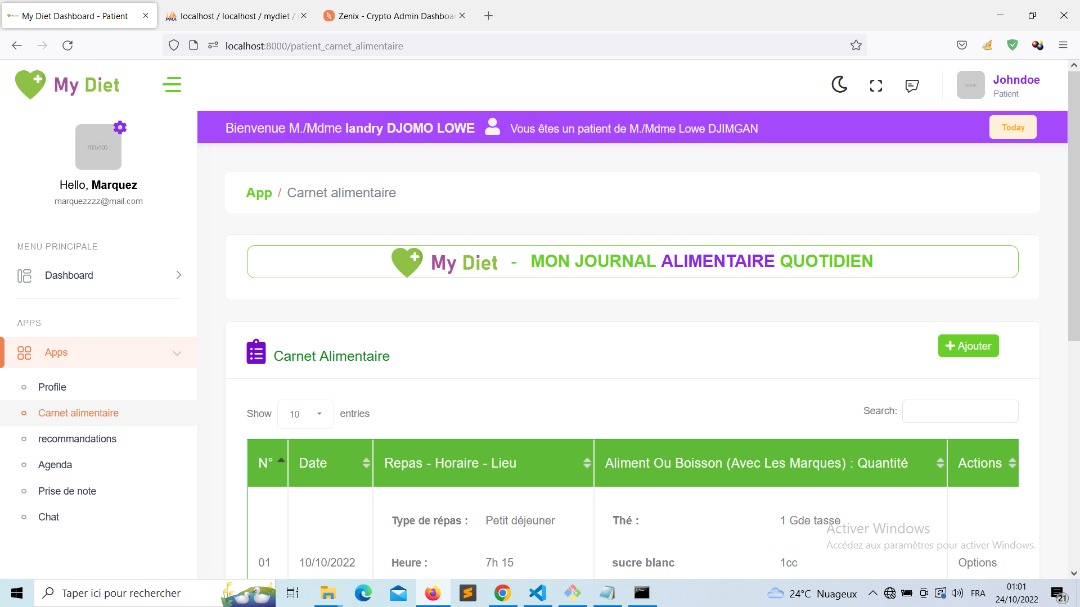 My Diet Dashboard - Patient
localhost / localhost / mydiet /
Zenix - Crypto Admin Dashboar
localhost:8000/patient_carnet_alimentaire
My Diet
Johndoe
Patient
Bienvenue M./Mdme landry DJOMO LOWE
Vous êtes un patient de M./Mdme Lowe DJIMGAN
Today
Hello, Marquez
marquezzzz@mail.com
MENU PRINCIPALE
Dashboard
APPS
Apps
Profile
Carnet alimentaire
recommandations
Agenda
Prise de note
Chat
App / Carnet alimentaire
My Diet - MON JOURNAL ALIMENTAIRE QUOTIDIEN
Carnet Alimentaire
Ajouter
Show 10 entries
Search:
N° Date Repas - Horaire - Lieu Aliment Ou Boisson (Avec Les Marques) : Quantité Actions
Type de répas : Petit déjeuner Thé : 1 Gde tasse
01 10/10/2022 Heure : 7h 15 sucre blanc 1cc Options
Activer Windows
Accédez aux paramètres pour activer Windows.
Taper ici pour rechercher
24°C Nuageux
FRA
01:01
24/10/2022
21